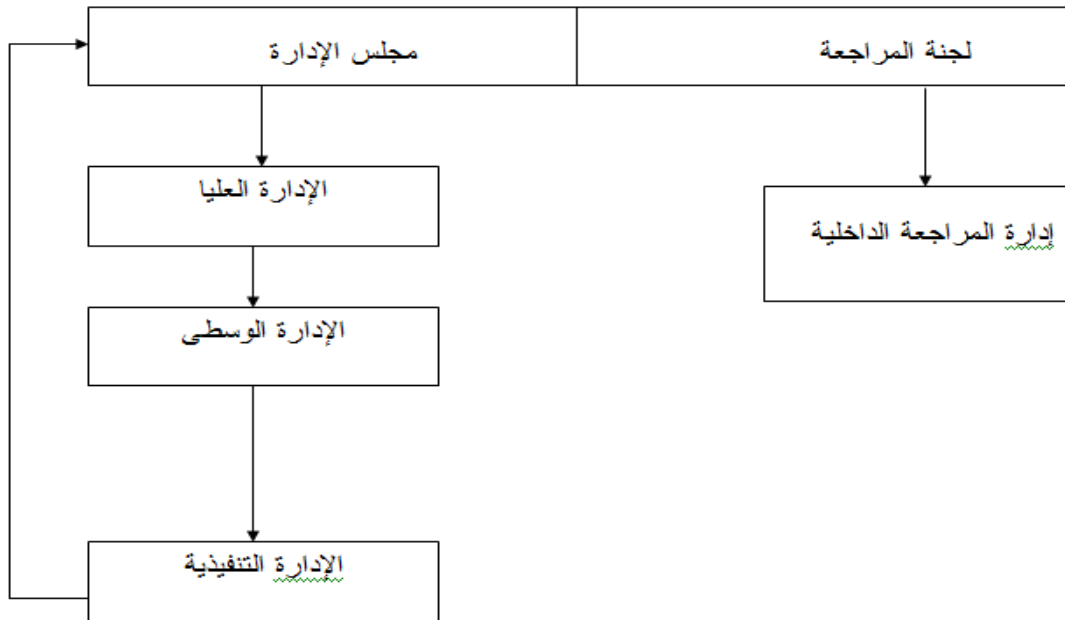 لجنة المراجعة
مجلس الإدارة
الإدارة العليا
إدارة المراجعة الداخلية
الإدارة الوسطى
الإدارة التنفيذية